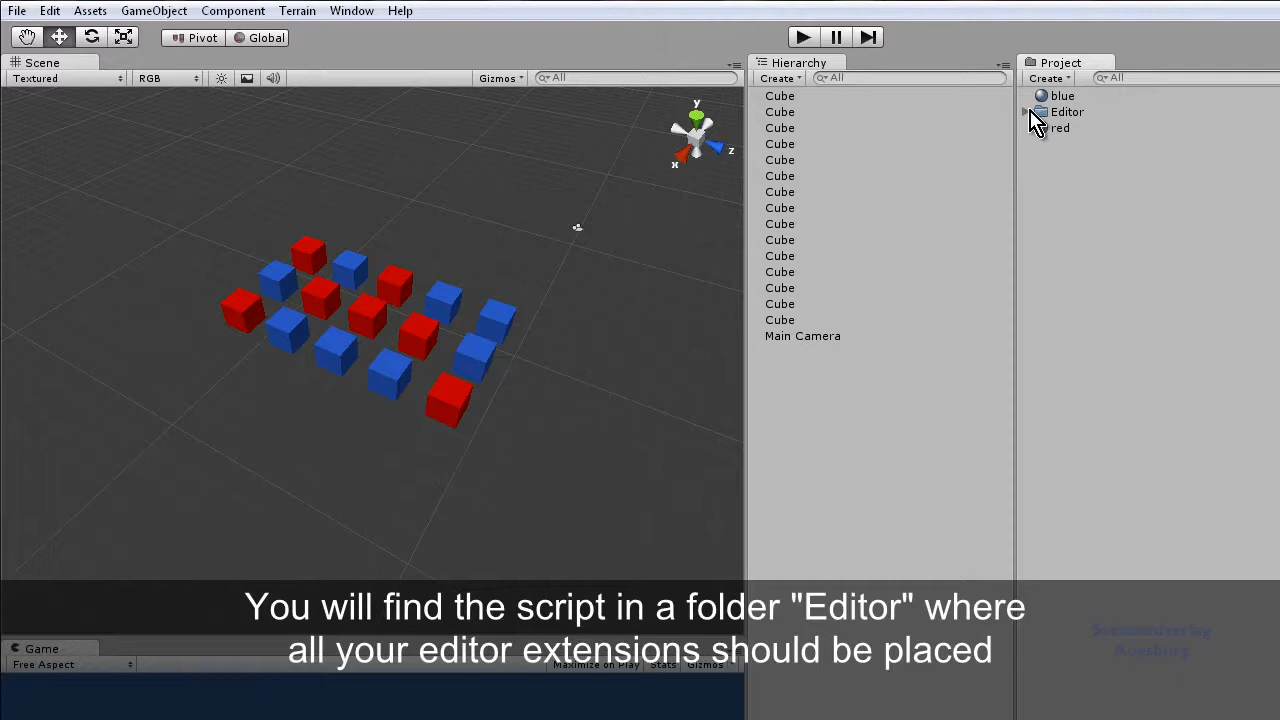 File Edit Assets GameObject Component Terrain Window Help
Pivot Global
Scene Hierarchy Project
Textured RGB Gizmos All Create All Create All
Cube blue
Cube Editor
Cube red
Cube
Cube
Cube
Cube
Cube
Cube
Cube
Cube
Cube
Cube
Cube
Cube
Main Camera
y
z
x
You will find the script in a folder "Editor" where
all your editor extensions should be placed
Game
Free Aspect Maximize on Play Stats Gizmos
Augsburg